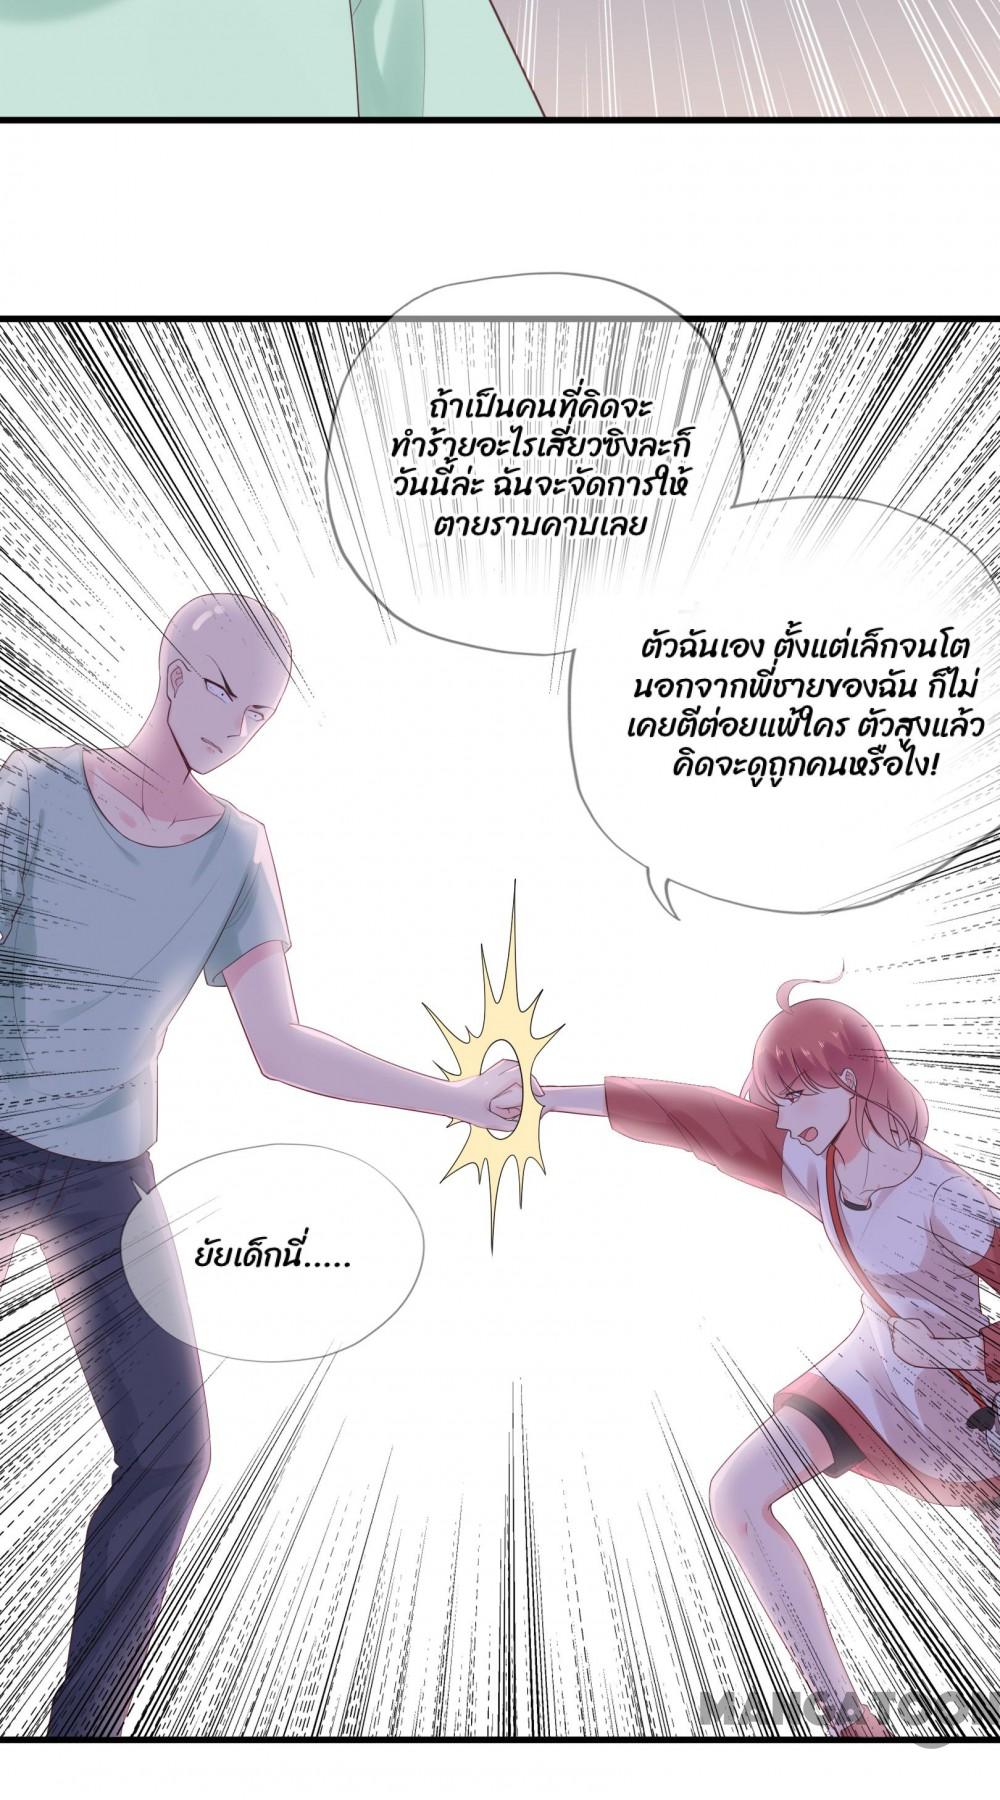 ถ้าเป็นคนที่คิดจะ
ทำร้ายอะไรเสี่ยวซิงละก็
วันนี้ล่ะ ฉันจะจัดการให้
ตายราบคาบเลย
ตัวฉันเอง ตั้งแต่เล็กจนโต
นอกจากพี่ชายของฉัน ก็ไม่
เคยตีต่อยแพ้ใคร ตัวสูงแล้ว
คิดจะดูถูกคนหรือไง!
ยัยเด็กนี่.....
MANGATOON